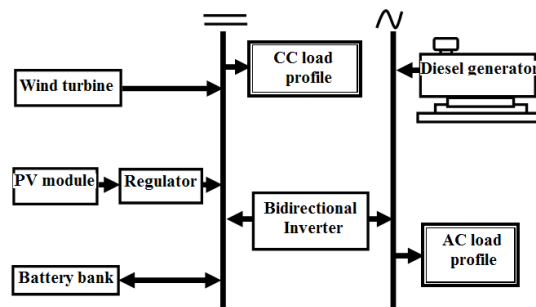 CC load
profile
Diesel generator
Wind turbine
PV module
Regulator
Bidirectional
Inverter
AC load
profile
Battery bank